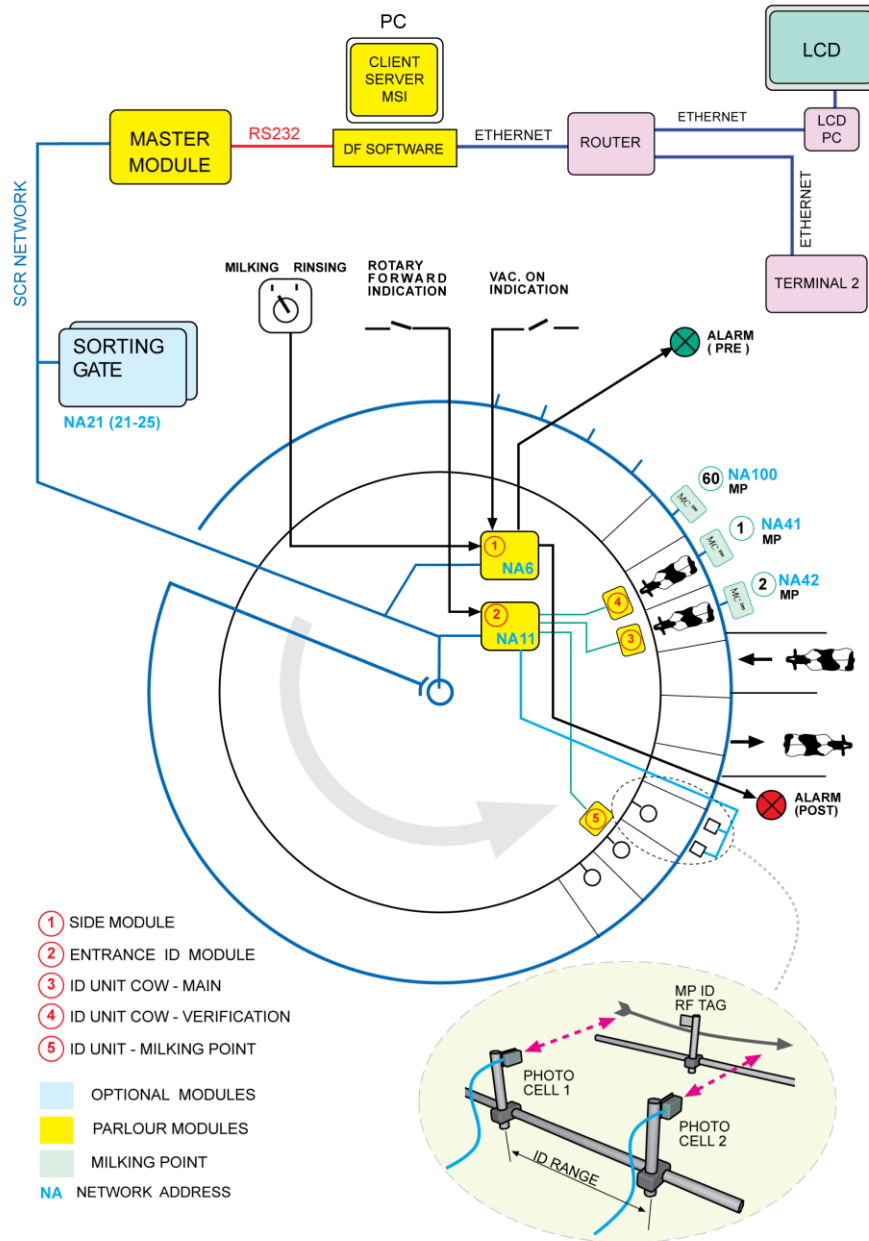 PC
CLIENT
SERVER
MSI
LCD
MASTER
MODULE
RS232
DF SOFTWARE
ETHERNET
ROUTER
ETHERNET
LCD
PC
ETHERNET
TERMINAL 2
SCR NETWORK
MILKING RINSING
ROTARY
FORWARD
INDICATION
VAC. ON
INDICATION
ALARM
( PRE )
SORTING
GATE
NA21 (21-25)
60 NA100
MP
MC
1 NA41
MP
MC
2 NA42
MP
MC
1
NA6
2
NA11
4
3
5
ALARM
(POST)
1 SIDE MODULE
2 ENTRANCE ID MODULE
3 ID UNIT COW - MAIN
4 ID UNIT COW - VERIFICATION
5 ID UNIT - MILKING POINT
OPTIONAL MODULES
PARLOUR MODULES
MILKING POINT
NA NETWORK ADDRESS
MP ID
RF TAG
PHOTO
CELL 1
PHOTO
CELL 2
ID RANGE